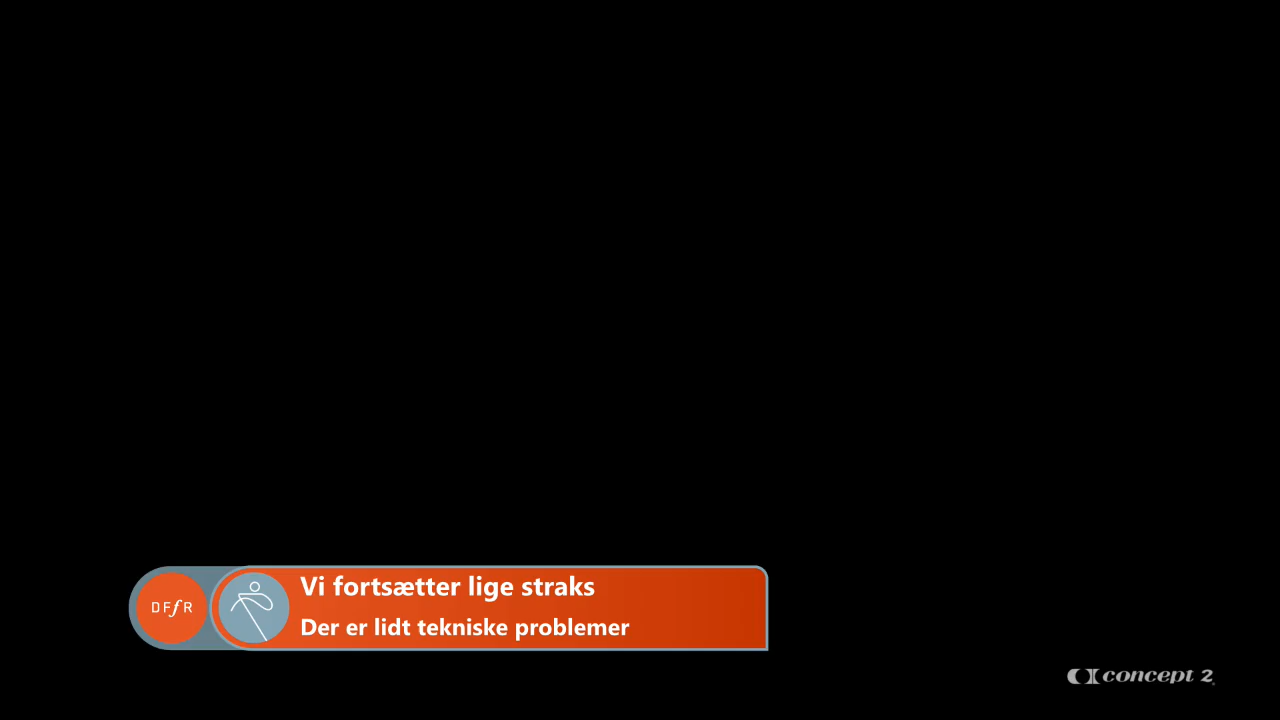 Vi fortsætter lige straks
DFfR
Der er lidt tekniske problemer
concept 2